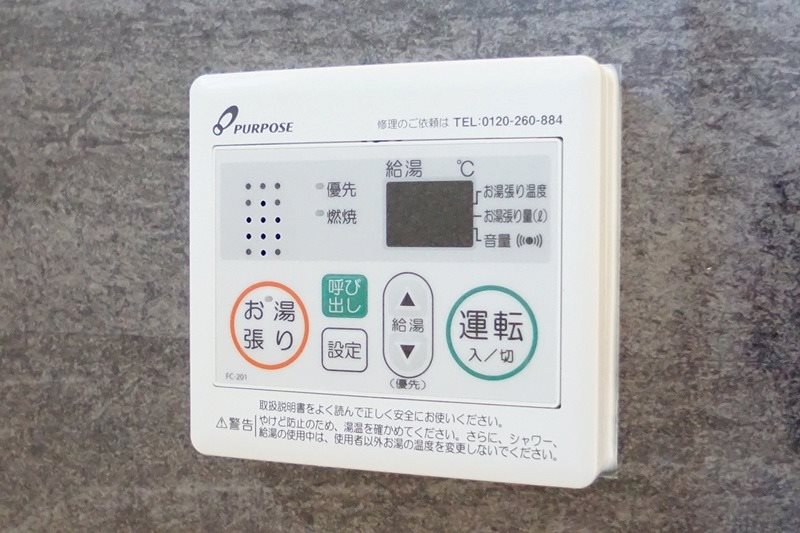 PURPOSE
修理のご依頼は TEL:0120-260-884
給湯 ℃
優先
燃焼
お湯張り温度
お湯張り量(ℓ)
音量
お湯
張り
呼び
出し
設定
▲
給湯
▼
(優先)
運転
入/切
FC-201
取扱説明書をよく読んで正しく安全にお使いください。
⚠警告
やけど防止のため、湯温を確かめてください。さらに、シャワー、
給湯の使用中は、使用者以外お湯の温度を変更しないでください。